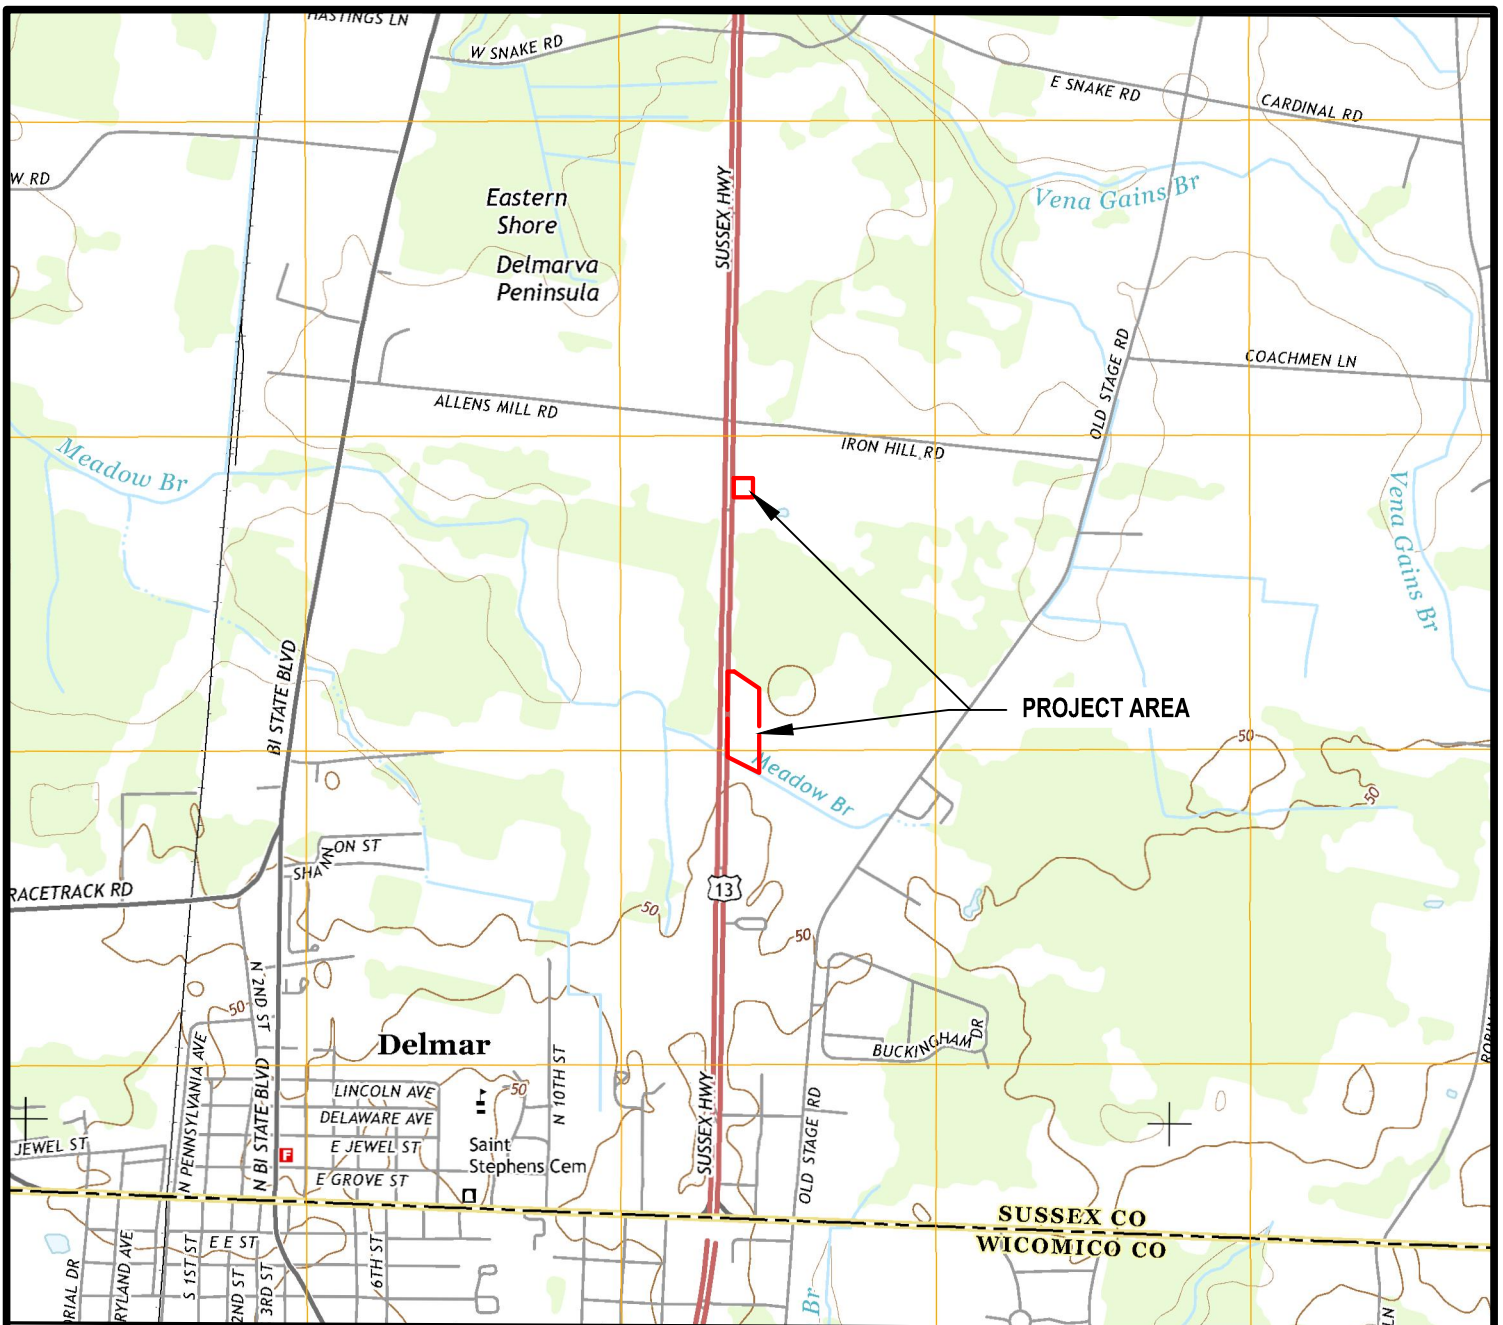 HASTINGS LN
W SNAKE RD
E SNAKE RD
CARDINAL RD
W RD
Eastern
Shore
Delmarva
Peninsula
SUSSEX HWY
Vena Gains Br
OLD STAGE RD
COACHMEN LN
ALLENS MILL RD
IRON HILL RD
Meadow Br
Vena Gains Br
BI STATE BLVD
PROJECT AREA
50
50
Meadow Br
SHANNON ST
RACETRACK RD
13
50
50
N 2ND ST
50
Delmar
BUCKINGHAM DR
N PENNSYLVANIA AVE
N BI STATE BLVD
LINCOLN AVE
50
DELAWARE AVE
N 10TH ST
SUSSEX HWY
OLD STAGE RD
JEWEL ST
E JEWEL ST
F
Saint
Stephens Cem
E GROVE ST
SUSSEX CO
WICOMICO CO
E E ST
RIAL DR
RYLAND AVE
S 1ST ST
2ND ST
3RD ST
6TH ST
Br
LN